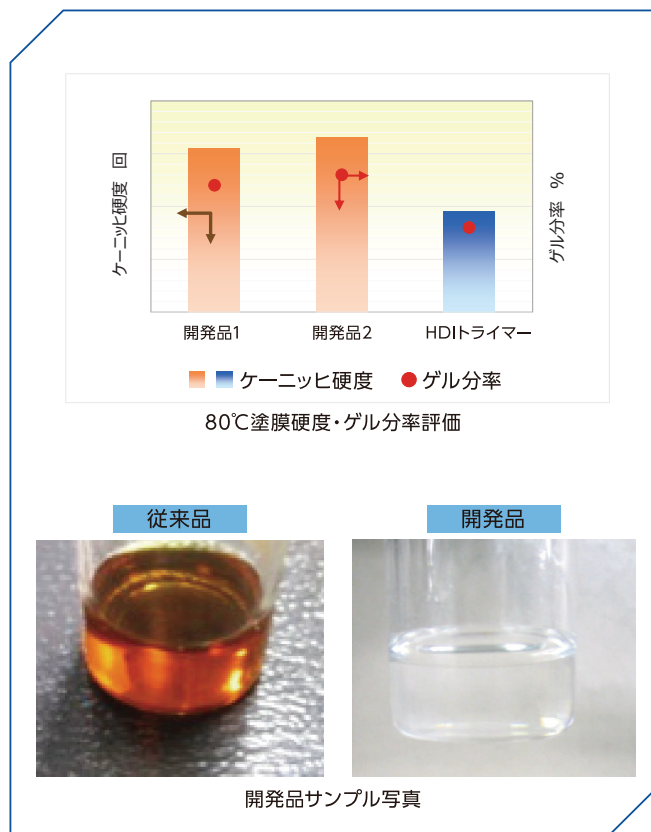 ケーニッヒ硬度 回
ゲル分率 %
開発品1
開発品2
HDIトライマー
ケーニッヒ硬度
ゲル分率
80℃塗膜硬度・ゲル分率評価
従来品
開発品
開発品サンプル写真